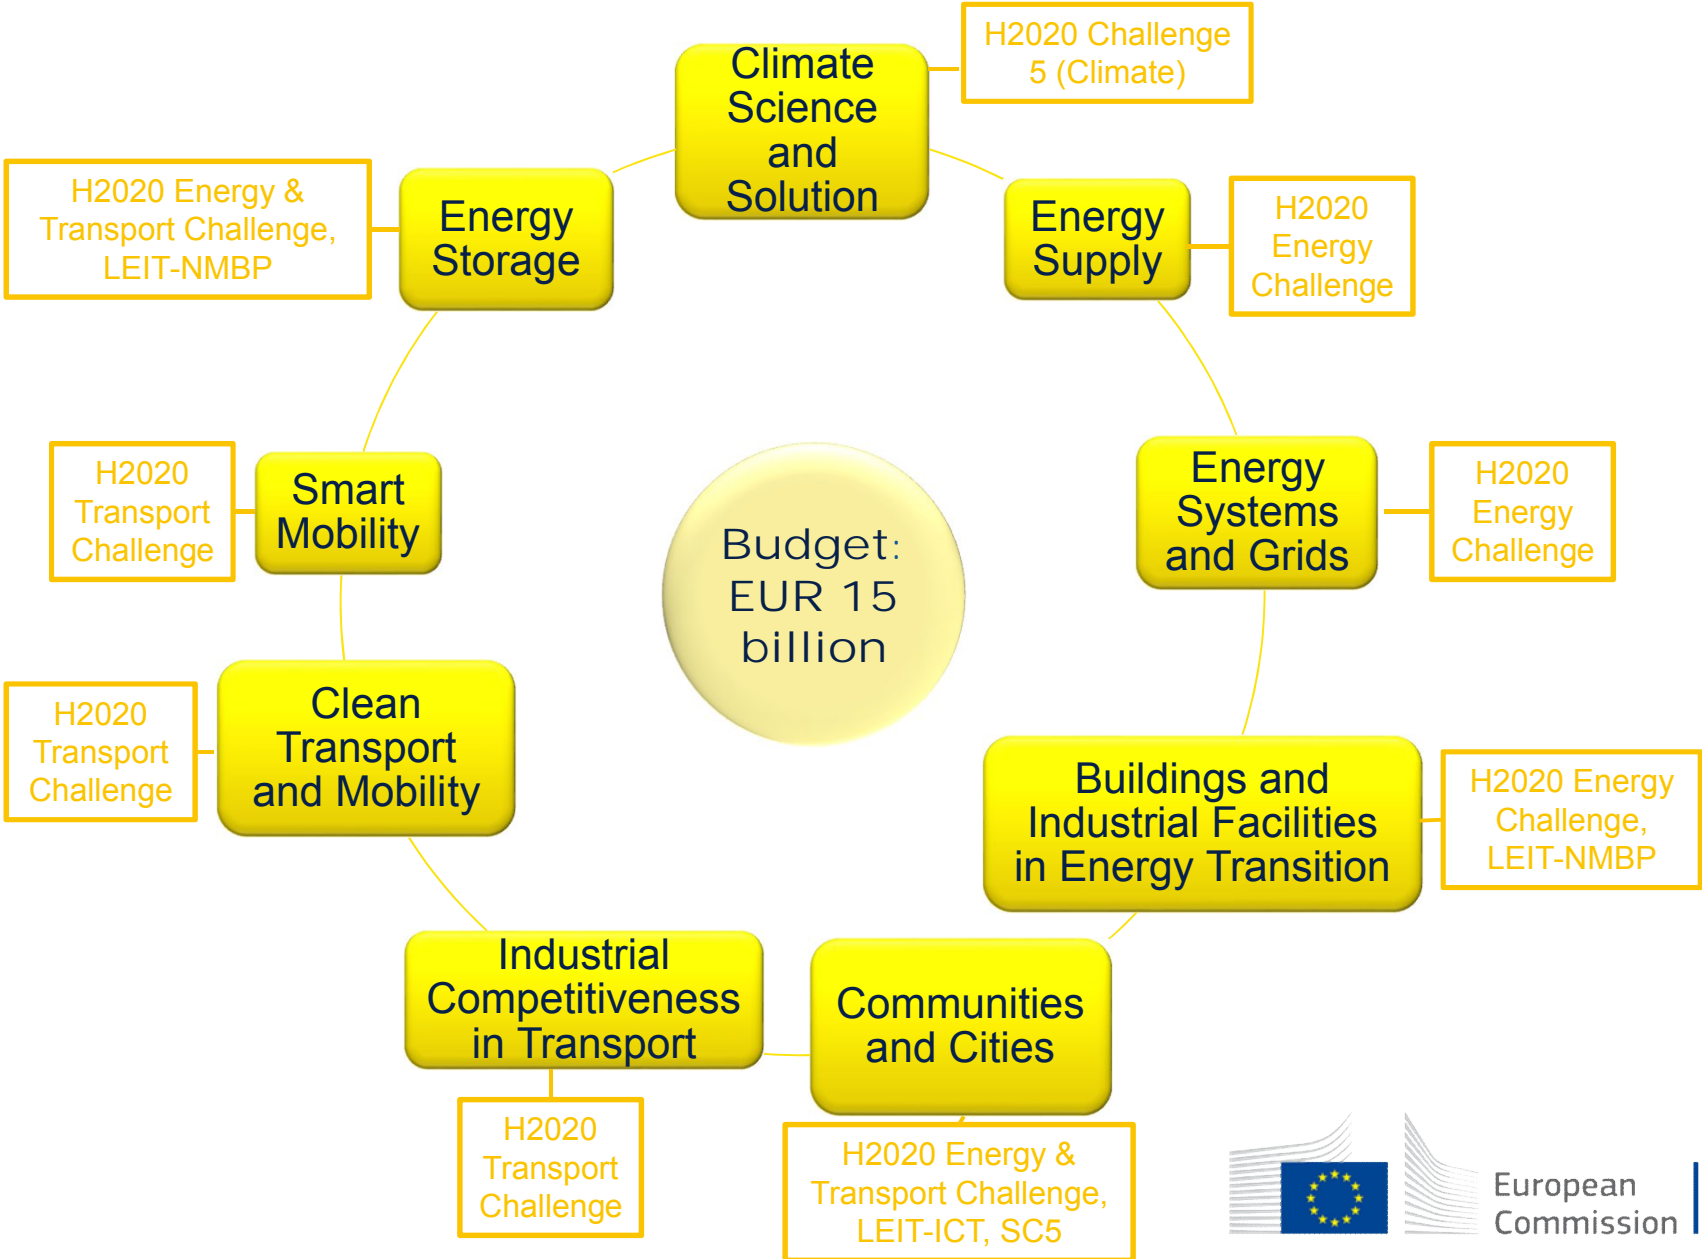 Climate
Science
and
Solution
H2020 Challenge
5 (Climate)
Energy
Supply
H2020
Energy
Challenge
Energy
Systems
and Grids
H2020
Energy
Challenge
Buildings and
Industrial Facilities
in Energy Transition
H2020 Energy
Challenge,
LEIT-NMBP
Communities
and Cities
H2020 Energy &
Transport Challenge,
LEIT-ICT, SC5
Industrial
Competitiveness
in Transport
H2020
Transport
Challenge
Clean
Transport
and Mobility
H2020
Transport
Challenge
Smart
Mobility
H2020
Transport
Challenge
Energy
Storage
H2020 Energy &
Transport Challenge,
LEIT-NMBP
Budget:
EUR 15
billion
European
Commission